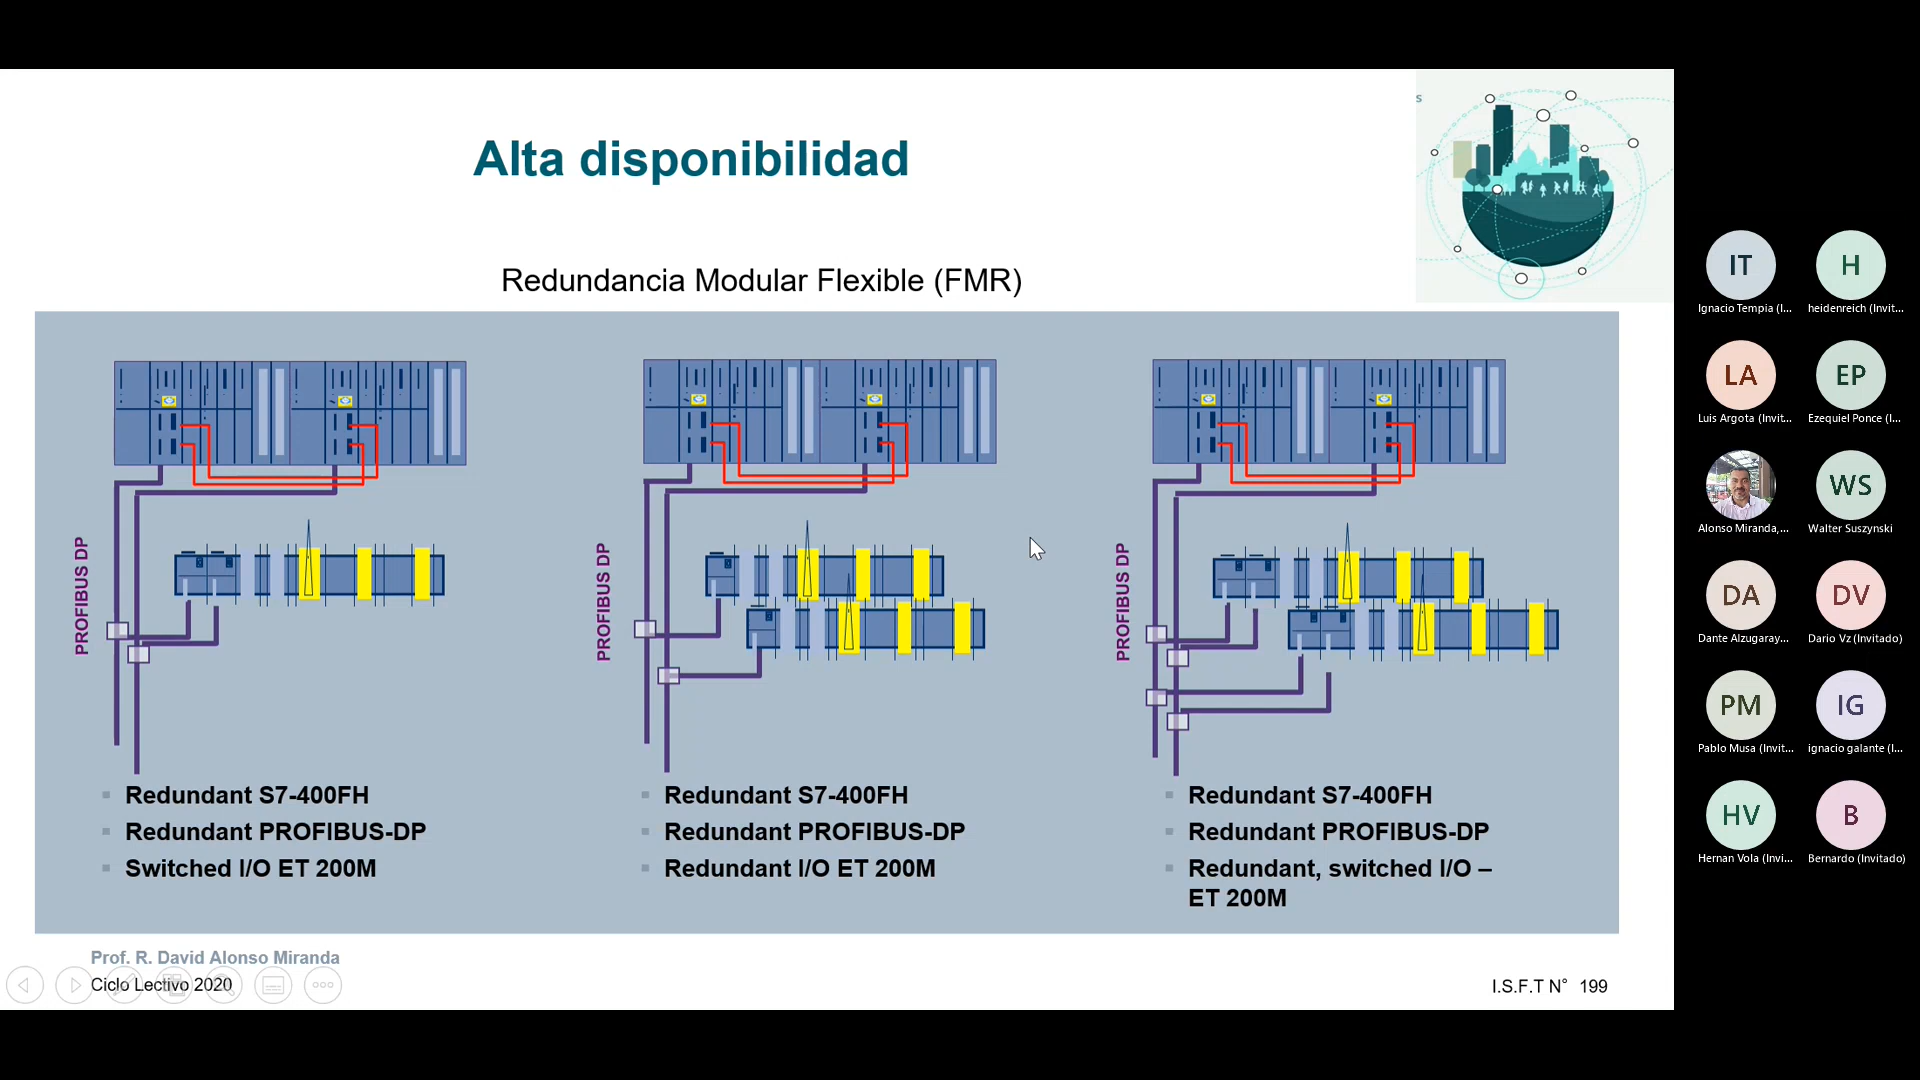 s
Alta disponibilidad
Redundancia Modular Flexible (FMR)
PROFIBUS DP
PROFIBUS DP
PROFIBUS DP
Redundant S7-400FH
Redundant PROFIBUS-DP
Switched I/O ET 200M
Redundant S7-400FH
Redundant PROFIBUS-DP
Redundant I/O ET 200M
Redundant S7-400FH
Redundant PROFIBUS-DP
Redundant, switched I/O –
ET 200M
Prof. R. David Alonso Miranda
Ciclo Lectivo 2020
I.S.F.T N° 199
IT
Ignacio Tempia (I...
H
heidenreich (Invit...
LA
Luis Argota (Invit...
EP
Ezequiel Ponce (I...
Alonso Miranda,...
WS
Walter Suszynski
DA
Dante Alzugaray...
DV
Dario Vz (Invitado)
PM
Pablo Musa (Invit...
IG
ignacio galante (I...
HV
Hernan Vola (Invi...
B
Bernardo (Invitado)